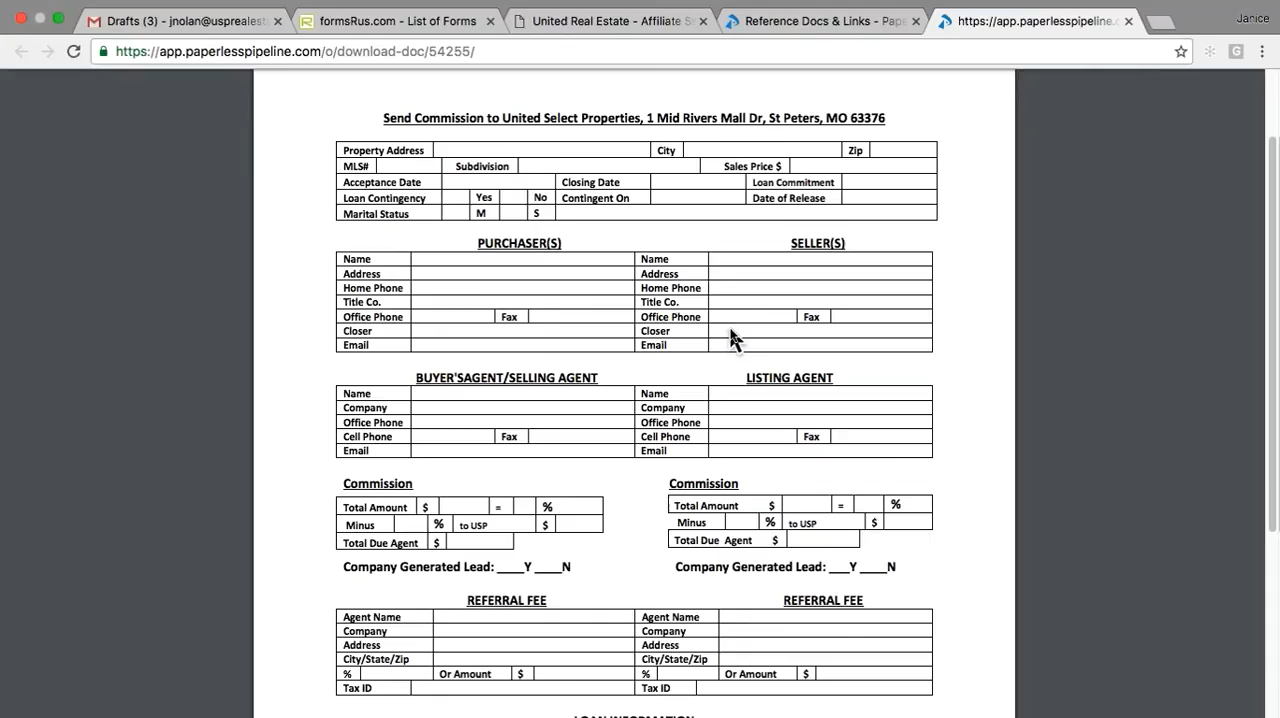 Drafts (3) - jnolan@usprealest
formsRus.com - List of Forms
United Real Estate - Affiliate S
Reference Docs & Links - Pape
https://app.paperlesspipeline.c
Janice
https://app.paperlesspipeline.com/o/download-doc/54255/
Send Commission to United Select Properties, 1 Mid Rivers Mall Dr, St Peters, MO 63376
Property Address City Zip
MLS# Subdivision Sales Price $
Acceptance Date Closing Date Loan Commitment
Loan Contingency Yes No Contingent On Date of Release
Marital Status M S
PURCHASER(S) SELLER(S)
Name Name
Address Address
Home Phone Home Phone
Title Co. Title Co.
Office Phone Fax Office Phone Fax
Closer Closer
Email Email
BUYER'SAGENT/SELLING AGENT LISTING AGENT
Name Name
Company Company
Office Phone Office Phone
Cell Phone Fax Cell Phone Fax
Email Email
Commission Commission
Total Amount $ = % Total Amount $ = %
Minus % to USP $ Minus % to USP $
Total Due Agent $ Total Due Agent $
Company Generated Lead: ____Y ____N Company Generated Lead: ___Y ____N
REFERRAL FEE REFERRAL FEE
Agent Name Agent Name
Company Company
Address Address
City/State/Zip City/State/Zip
% Or Amount $ % Or Amount $
Tax ID Tax ID
LOAN INFORMATION